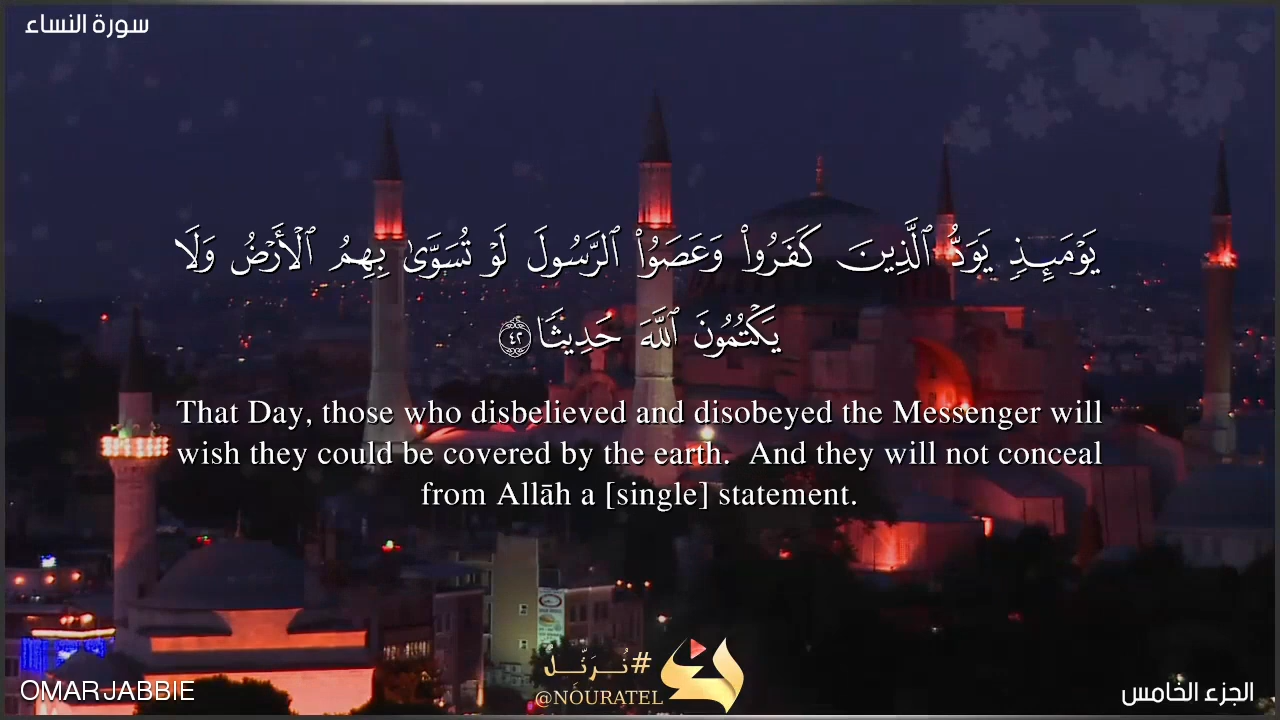 سورة النساء
يَوْمَئِذٍ يَوَدُّ ٱلَّذِينَ كَفَرُوا۟ وَعَصَوُا۟ ٱلرَّسُولَ لَوْ تُسَوَّىٰ بِهِمُ ٱلْأَرْضُ وَلَا
يَكْتُمُونَ ٱللَّهَ حَدِيثًا ٤٢
That Day, those who disbelieved and disobeyed the Messenger will
wish they could be covered by the earth.  And they will not conceal
from Allāh a [single] statement.
#نُرَتِّلُ
@NOURATEL
OMAR JABBIE
الجزء الخامس